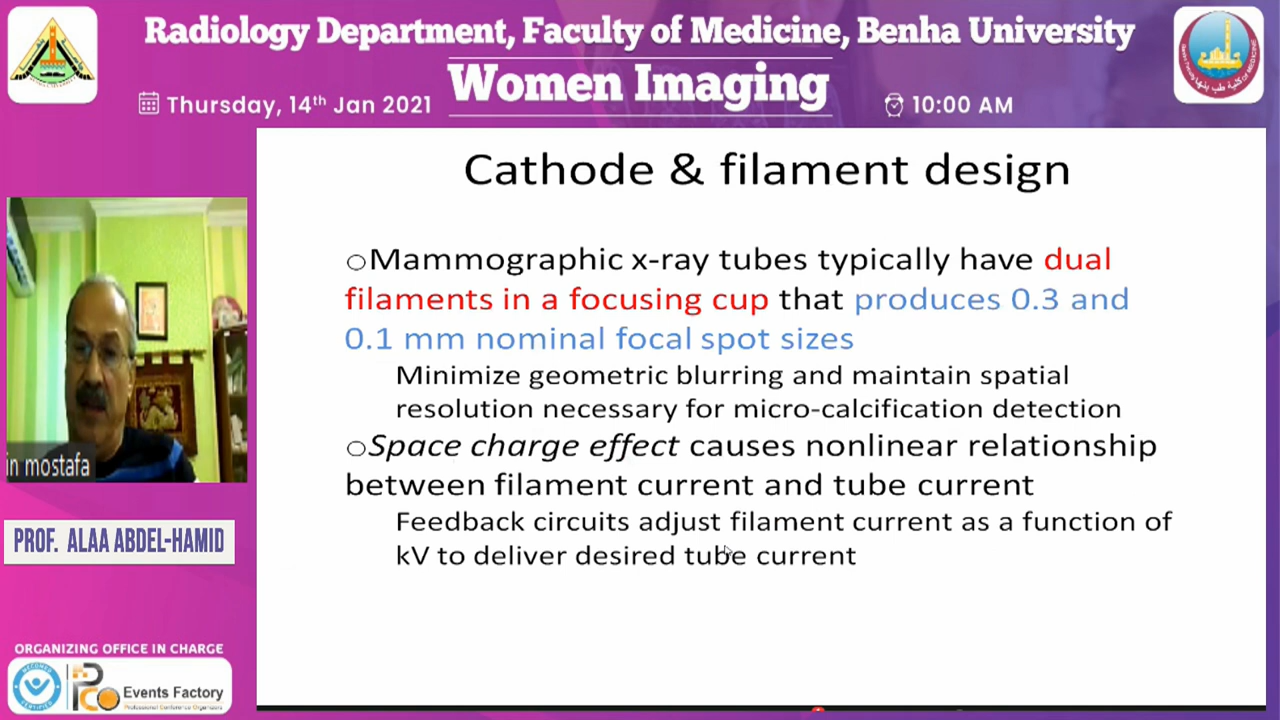 Radiology Department, Faculty of Medicine, Benha University
Women Imaging
Thursday, 14th Jan 2021
10:00 AM
Cathode & filament design
○Mammographic x-ray tubes typically have dual
filaments in a focusing cup that produces 0.3 and
0.1 mm nominal focal spot sizes
Minimize geometric blurring and maintain spatial
resolution necessary for micro-calcification detection
○Space charge effect causes nonlinear relationship
between filament current and tube current
Feedback circuits adjust filament current as a function of
kV to deliver desired tube current
in mostafa
PROF. ALAA ABDEL-HAMID
ORGANIZING OFFICE IN CHARGE
PCO Events Factory
Professional Conference Organizers